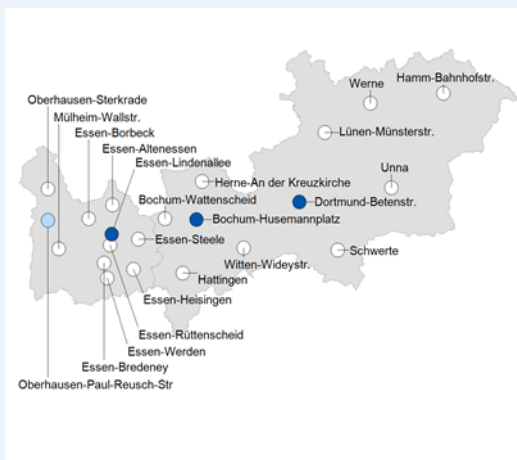 Hamm-Bahnhofstr.
Werne
Oberhausen-Sterkrade
Mülheim-Wallstr.
Essen-Borbeck
Lünen-Münsterstr.
Essen-Altenessen
Essen-Lindenallee
Unna
Herne-An der Kreuzkirche
Bochum-Wattenscheid
Dortmund-Betenstr.
Bochum-Husemannplatz
Essen-Steele
Schwerte
Witten-Wideystr.
Hattingen
Essen-Heisingen
Essen-Rüttenscheid
Essen-Werden
Essen-Bredeney
Oberhausen-Paul-Reusch-Str